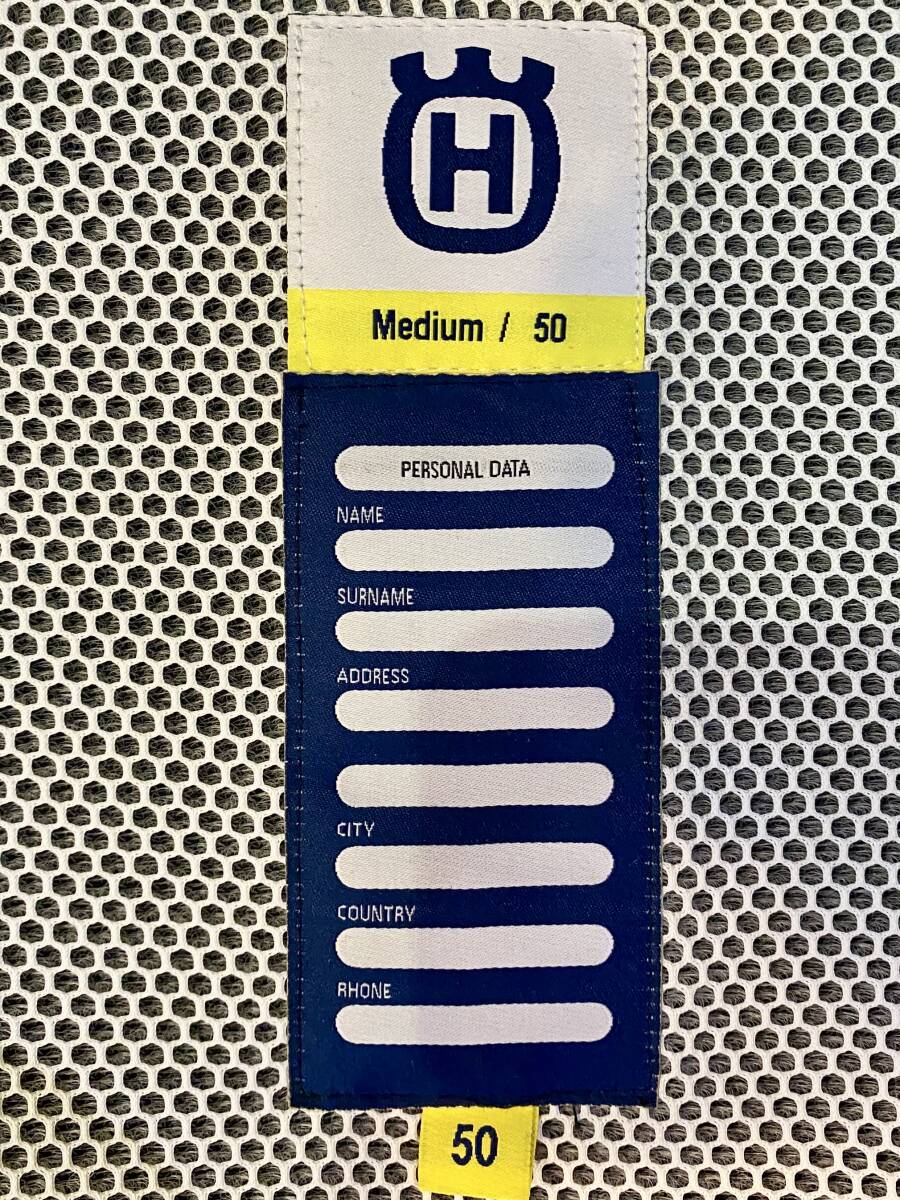 H
Medium / 50
PERSONAL DATA
NAME
SURNAME
ADDRESS
CITY
COUNTRY
RHONE
50